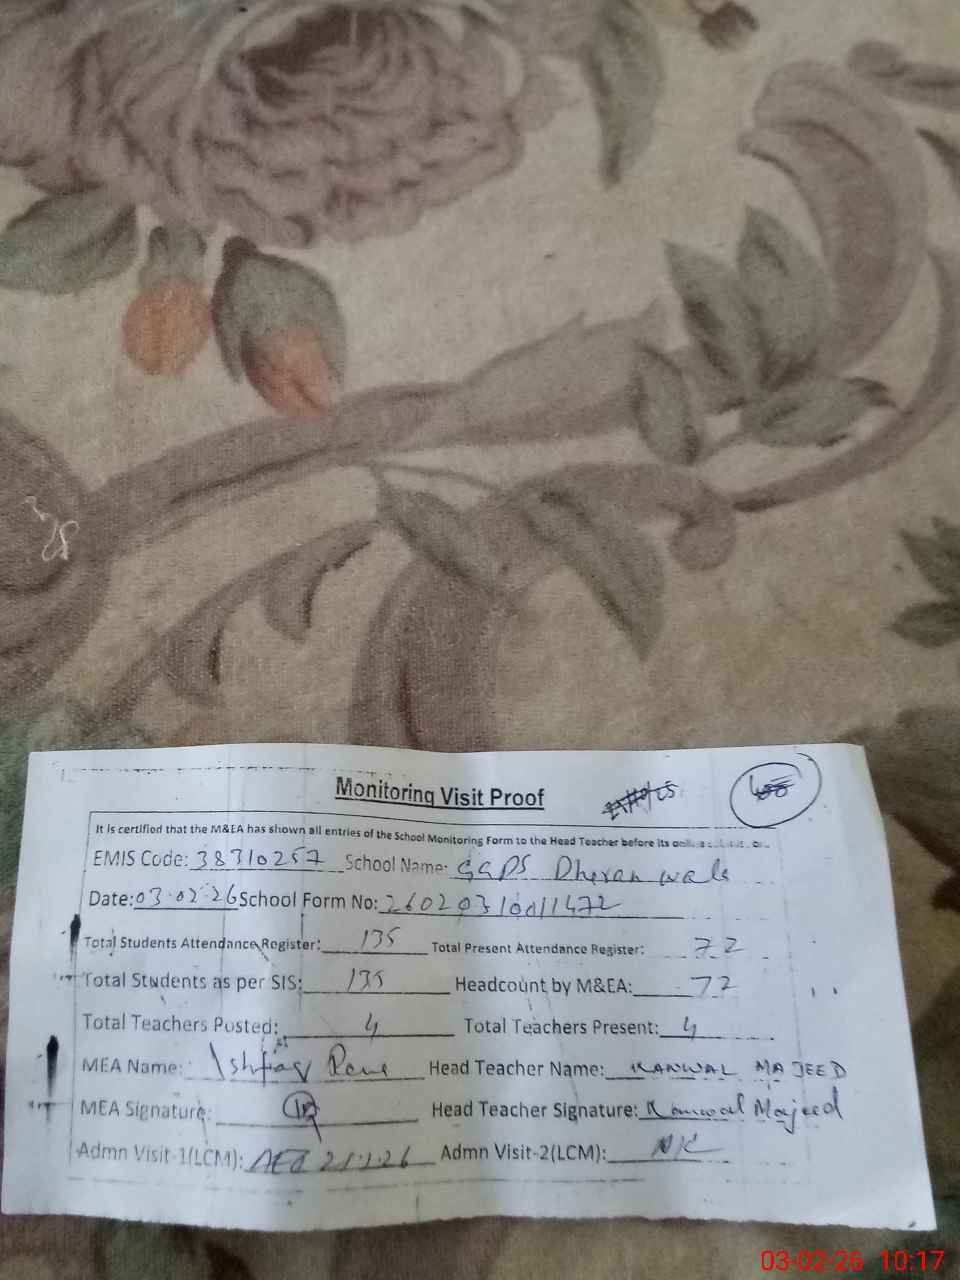 Monitoring Visit Proof
It is certified that the M&EA has shown all entries of the School Monitoring Form to the Head Teacher before its
EMIS Code: 38310257 School Name: GGPS Dheran wala
Date: 03.02.26 School Form No: 26020310011472
Total Students Attendance Register: 135 Total Present Attendance Register: 72
Total Students as per SIS: 135 Headcount by M&EA: 72
Total Teachers Posted: 4 Total Teachers Present: 4
MEA Name: Ishfaq Head Teacher Name: KANWAL MAJEED
MEA Signature: Head Teacher Signature: Kanwal Majeed
Admn Visit-1(LCM): AEO 21.1.26 Admn Visit-2(LCM):
03-02-26 10:17